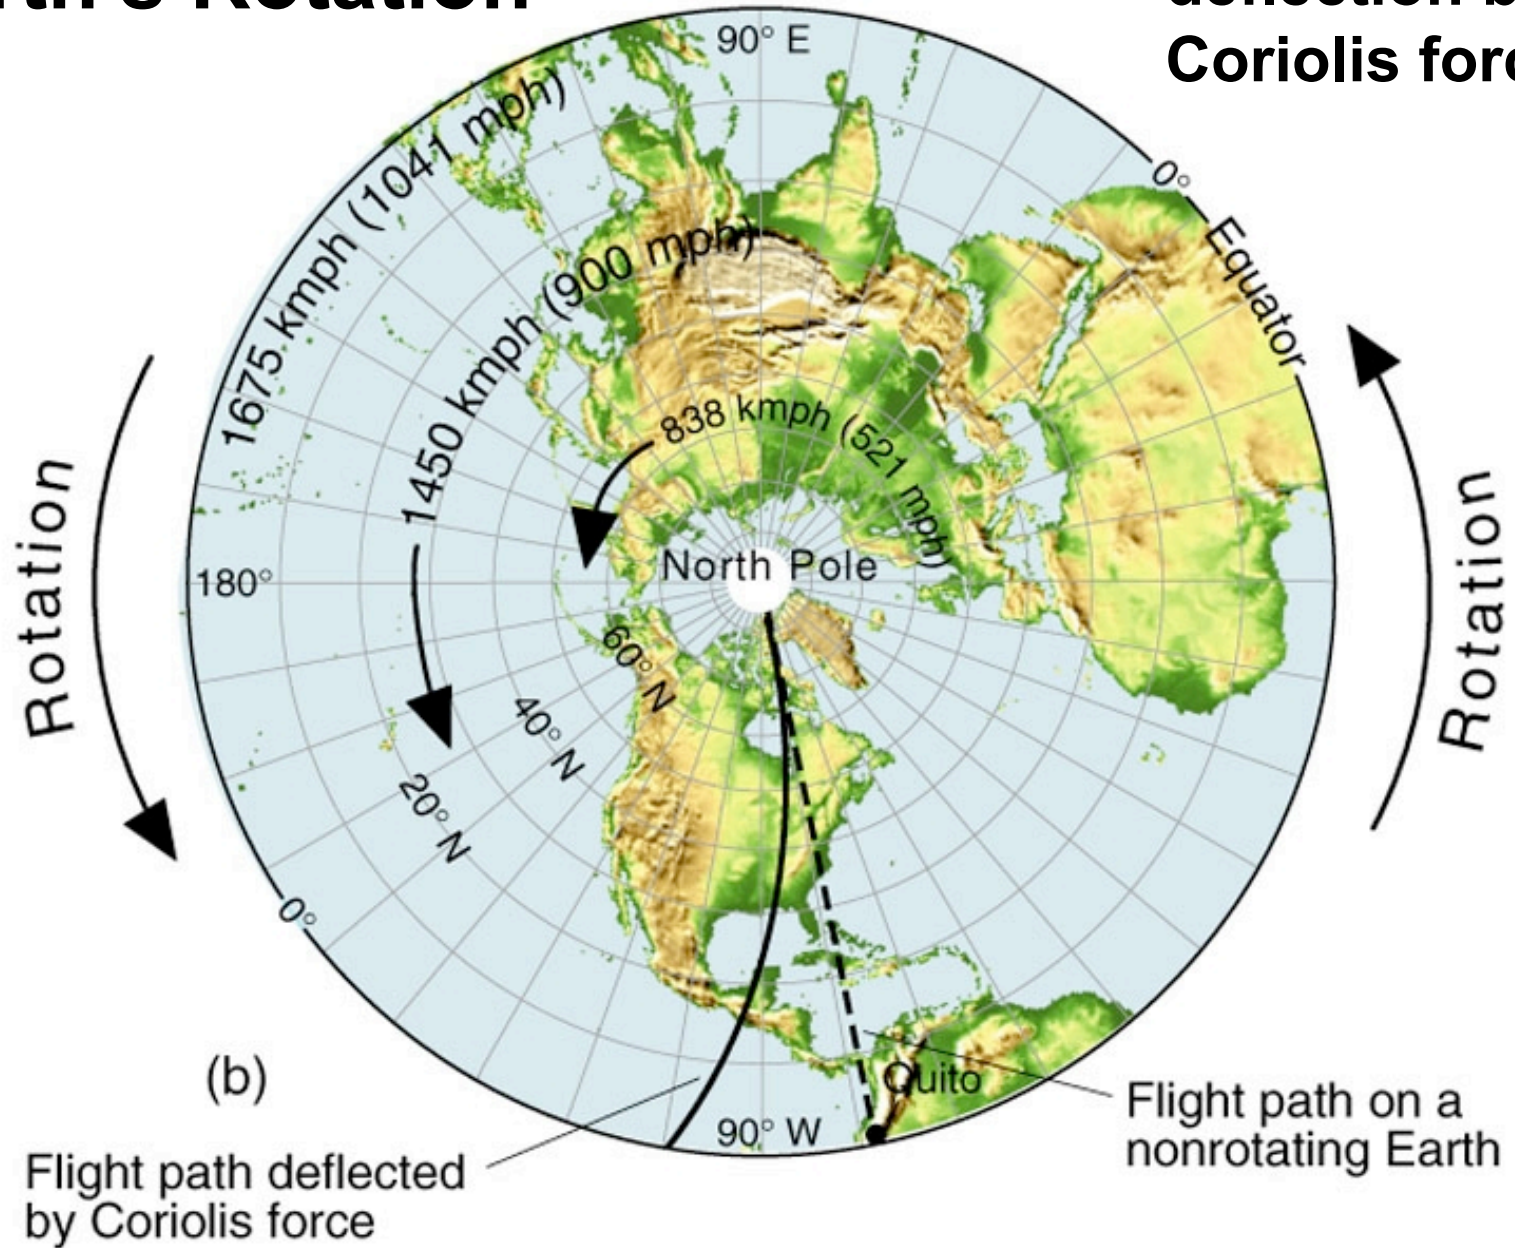 Rotation
Coriolis
90° E
0°
Equator
1675 kmph (1041 mph)
1450 kmph (900 mph)
838 kmph (521 mph)
Rotation
Rotation
North Pole
180°
60° N
40° N
20° N
0°
Quito
90° W
(b)
Flight path deflected
by Coriolis force
Flight path on a
nonrotating Earth